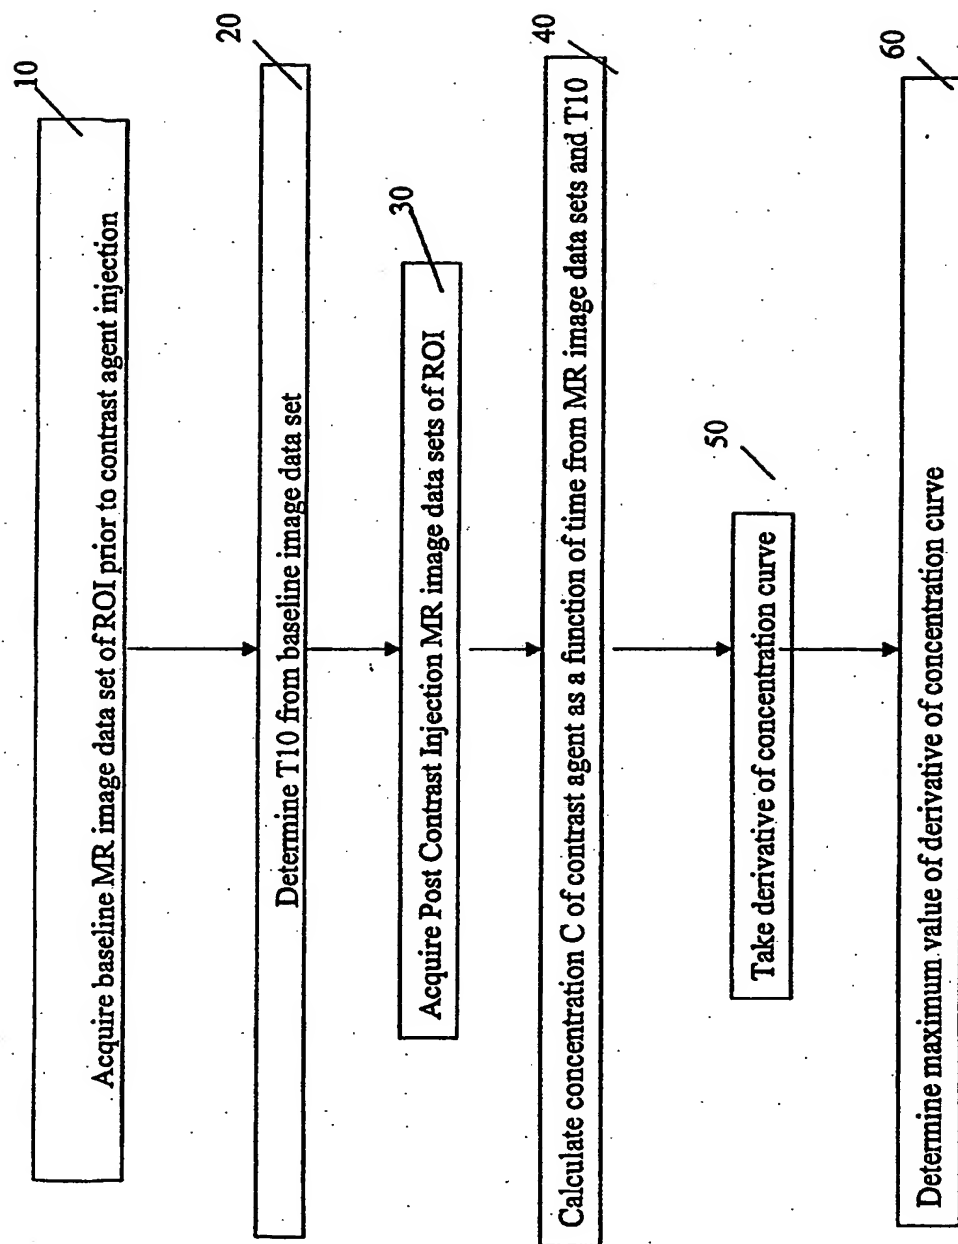 10
Acquire baseline MR image data set of ROI prior to contrast agent injection
20
Determine T10 from baseline image data set
30
Acquire Post Contrast Injection MR image data sets of ROI
40
Calculate concentration C of contrast agent as a function of time from MR image data sets and T10
50
Take derivative of concentration curve
60
Determine maximum value of derivative of concentration curve